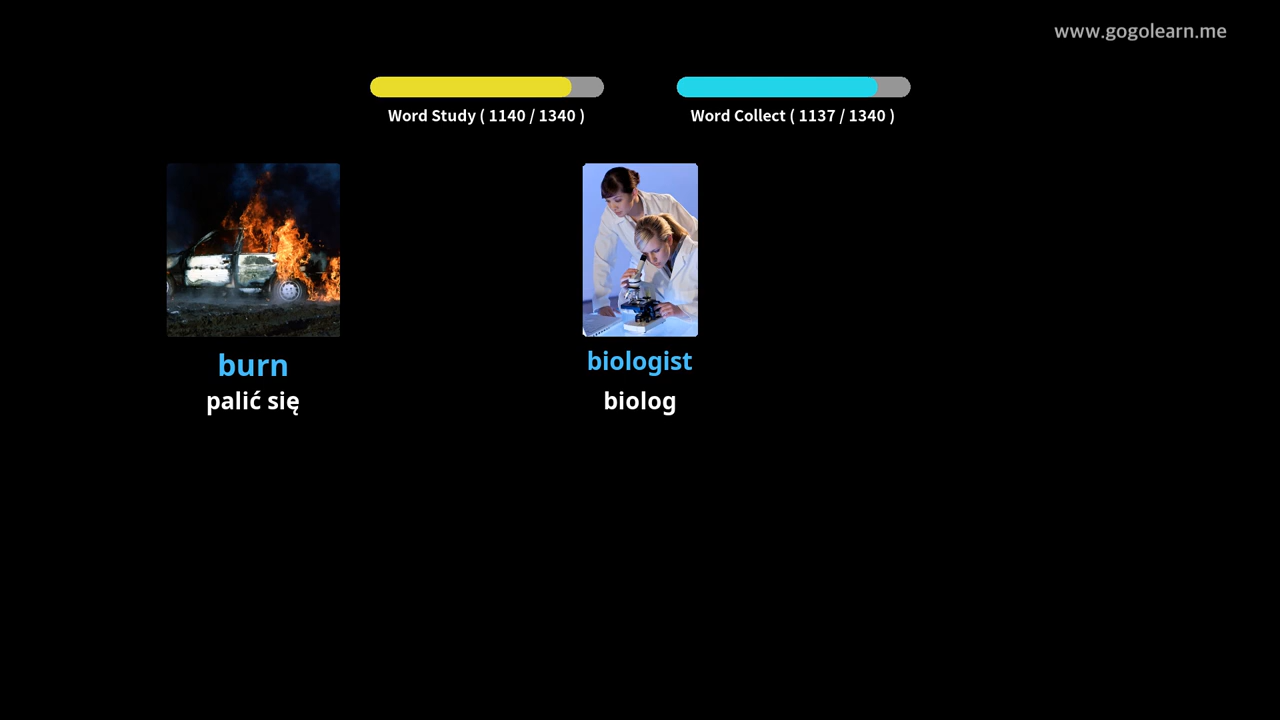 www.gogolearn.me
Word Study ( 1140 / 1340 )
Word Collect ( 1137 / 1340 )
burn
palić się
biologist
biolog